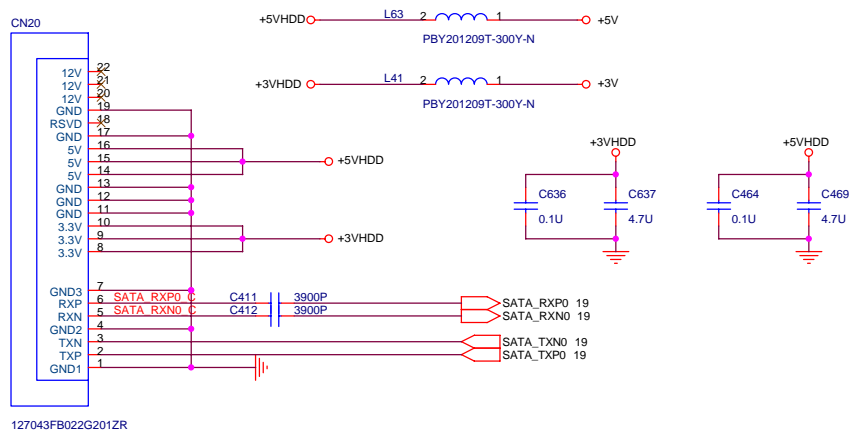 CN20
+5VHDD L63 2 1 +5V
PBY201209T-300Y-N
+3VHDD L41 2 1 +3V
PBY201209T-300Y-N
12V 22
12V 21
12V 20
GND 19
RSVD 18
GND 17
5V 16
5V 15 +5VHDD
5V 14
GND 13
GND 12
GND 11
3.3V 10
3.3V 9 +3VHDD
3.3V 8
+3VHDD
C636 C637
0.1U 4.7U
+5VHDD
C464 C469
0.1U 4.7U
GND3 7
RXP 6 SATA_RXP0_C C411 3900P SATA_RXP0 19
RXN 5 SATA_RXN0_C C412 3900P SATA_RXN0 19
GND2 4
TXN 3 SATA_TXN0 19
TXP 2 SATA_TXP0 19
GND1 1
127043FB022G201ZR